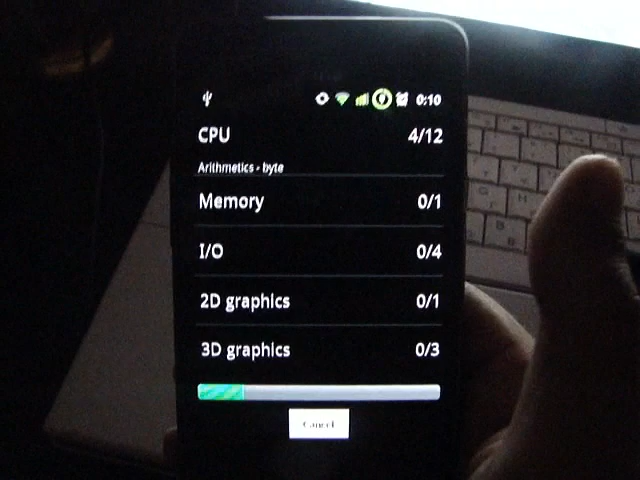 0:10
CPU 4/12
Arithmetics - byte
Memory 0/1
I/O 0/4
2D graphics 0/1
3D graphics 0/3
Cancel